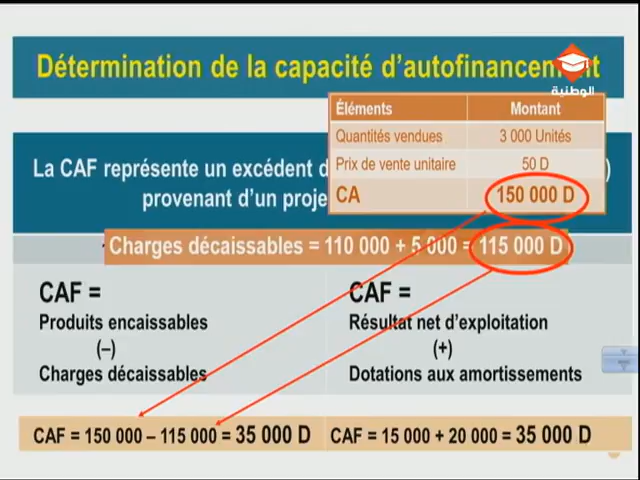 Détermination de la capacité d'autofinancement
الوطنية
Éléments Montant
Quantités vendues 3 000 Unités
Prix de vente unitaire 50 D
CA 150 000 D
La CAF représente un excédent d )
provenant d'un proje
Charges décaissables = 110 000 + 5 000 = 115 000 D
CAF = CAF =
Produits encaissables Résultat net d'exploitation
(–) (+)
Charges décaissables Dotations aux amortissements
CAF = 150 000 – 115 000 = 35 000 D CAF = 15 000 + 20 000 = 35 000 D